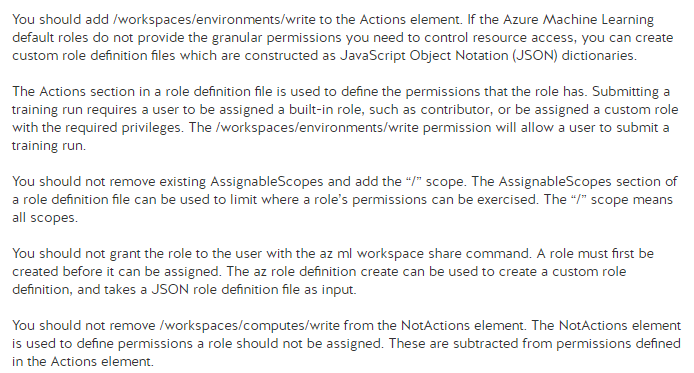 You should add /workspaces/environments/write to the Actions element. If the Azure Machine Learning
default roles do not provide the granular permissions you need to control resource access, you can create
custom role definition files which are constructed as JavaScript Object Notation (JSON) dictionaries.
The Actions section in a role definition file is used to define the permissions that the role has. Submitting a
training run requires a user to be assigned a built-in role, such as contributor, or be assigned a custom role
with the required privileges. The /workspaces/environments/write permission will allow a user to submit a
training run.
You should not remove existing AssignableScopes and add the “/” scope. The AssignableScopes section of
a role definition file can be used to limit where a role’s permissions can be exercised. The “/” scope means
all scopes.
You should not grant the role to the user with the az ml workspace share command. A role must first be
created before it can be assigned. The az role definition create can be used to create a custom role
definition, and takes a JSON role definition file as input.
You should not remove /workspaces/computes/write from the NotActions element. The NotActions element
is used to define permissions a role should not be assigned. These are subtracted from permissions defined
in the Actions element.